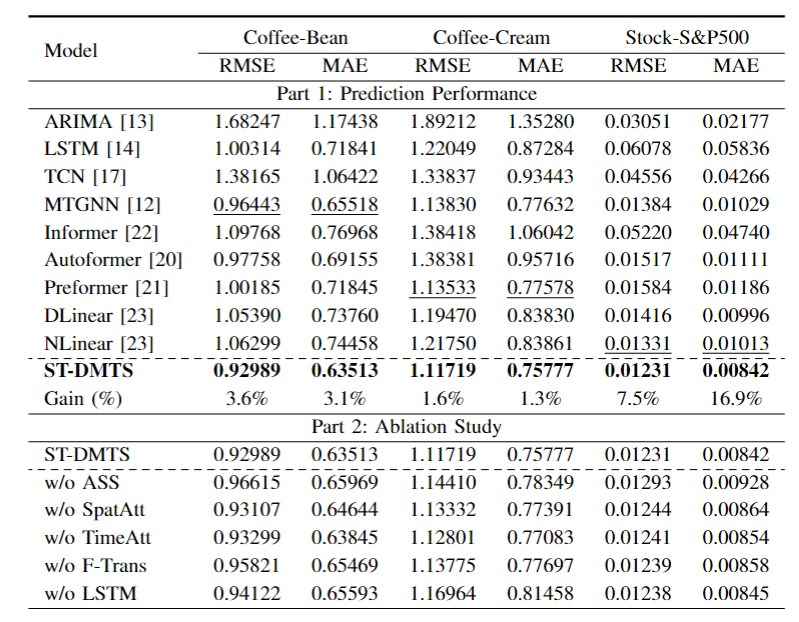 Model Coffee-Bean Coffee-Cream Stock-S&P500
RMSE MAE RMSE MAE RMSE MAE
Part 1: Prediction Performance
ARIMA [13] 1.68247 1.17438 1.89212 1.35280 0.03051 0.02177
LSTM [14] 1.00314 0.71841 1.22049 0.87284 0.06078 0.05836
TCN [17] 1.38165 1.06422 1.33837 0.93443 0.04556 0.04266
MTGNN [12] 0.96443 0.65518 1.13830 0.77632 0.01384 0.01029
Informer [22] 1.09768 0.76968 1.38418 1.06042 0.05220 0.04740
Autoformer [20] 0.97758 0.69155 1.38381 0.95716 0.01517 0.01111
Preformer [21] 1.00185 0.71845 1.13533 0.77578 0.01584 0.01186
DLinear [23] 1.05390 0.73760 1.19470 0.83830 0.01416 0.00996
NLinear [23] 1.06299 0.74458 1.21750 0.83861 0.01331 0.01013
ST-DMTS 0.92989 0.63513 1.11719 0.75777 0.01231 0.00842
Gain (%) 3.6% 3.1% 1.6% 1.3% 7.5% 16.9%
Part 2: Ablation Study
ST-DMTS 0.92989 0.63513 1.11719 0.75777 0.01231 0.00842
w/o ASS 0.96615 0.65969 1.14410 0.78349 0.01293 0.00928
w/o SpatAtt 0.93107 0.64644 1.13332 0.77391 0.01244 0.00864
w/o TimeAtt 0.93299 0.63845 1.12801 0.77083 0.01241 0.00854
w/o F-Trans 0.95821 0.65469 1.13775 0.77697 0.01239 0.00858
w/o LSTM 0.94122 0.65593 1.16964 0.81458 0.01238 0.00845